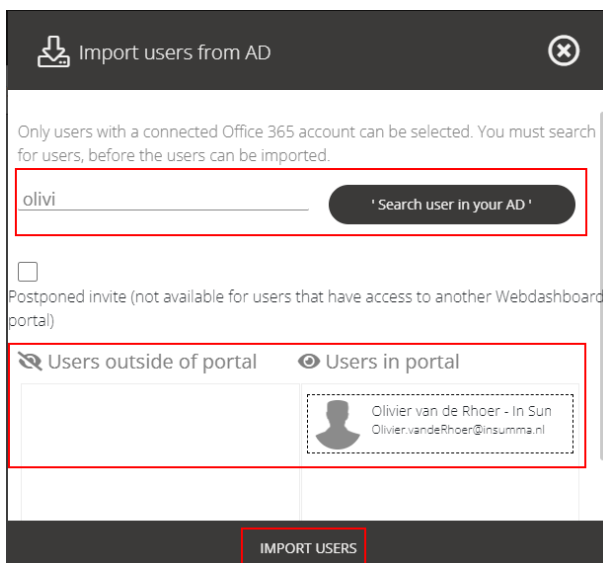 Import users from AD
Only users with a connected Office 365 account can be selected. You must search
for users, before the users can be imported.
olivi
' Search user in your AD '
Postponed invite (not available for users that have access to another Webdashboard
portal)
Users outside of portal
Users in portal
Olivier van de Rhoer - In Sum
Olivier.vandeRhoer@insumma.nl
IMPORT USERS